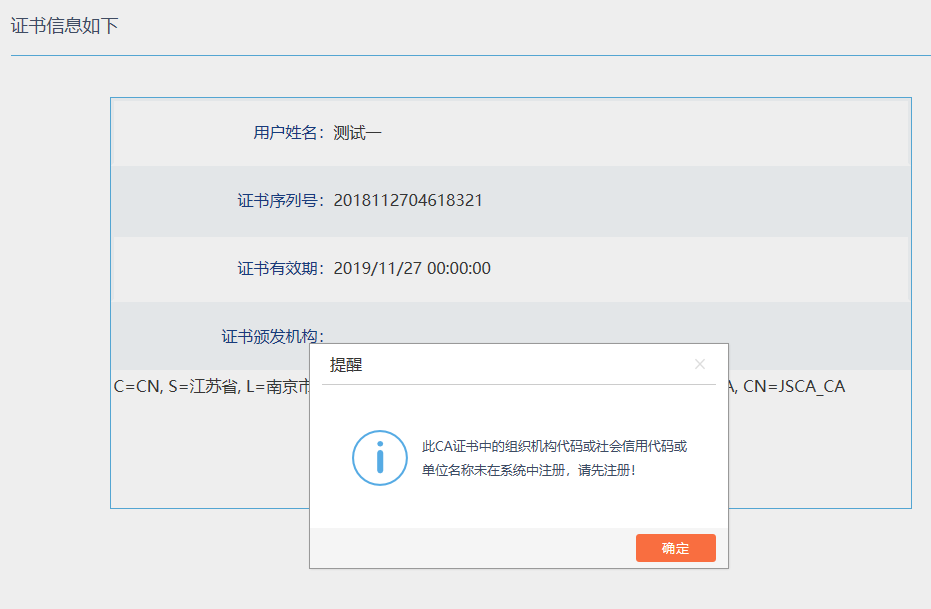 证书信息如下
用户姓名：测试一
证书序列号：2018112704618321
证书有效期：2019/11/27 00:00:00
证书颁发机构：
C=CN, S=江苏省, L=南京市
, CN=JSCA_CA
提醒
此CA证书中的组织机构代码或社会信用代码或
单位名称未在系统中注册，请先注册！
确定